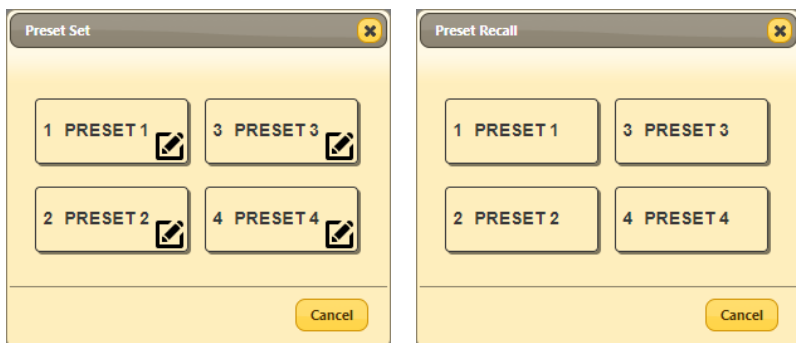 Preset Set
1 PRESET 1
3 PRESET 3
2 PRESET 2
4 PRESET 4
Cancel
Preset Recall
1 PRESET 1
3 PRESET 3
2 PRESET 2
4 PRESET 4
Cancel